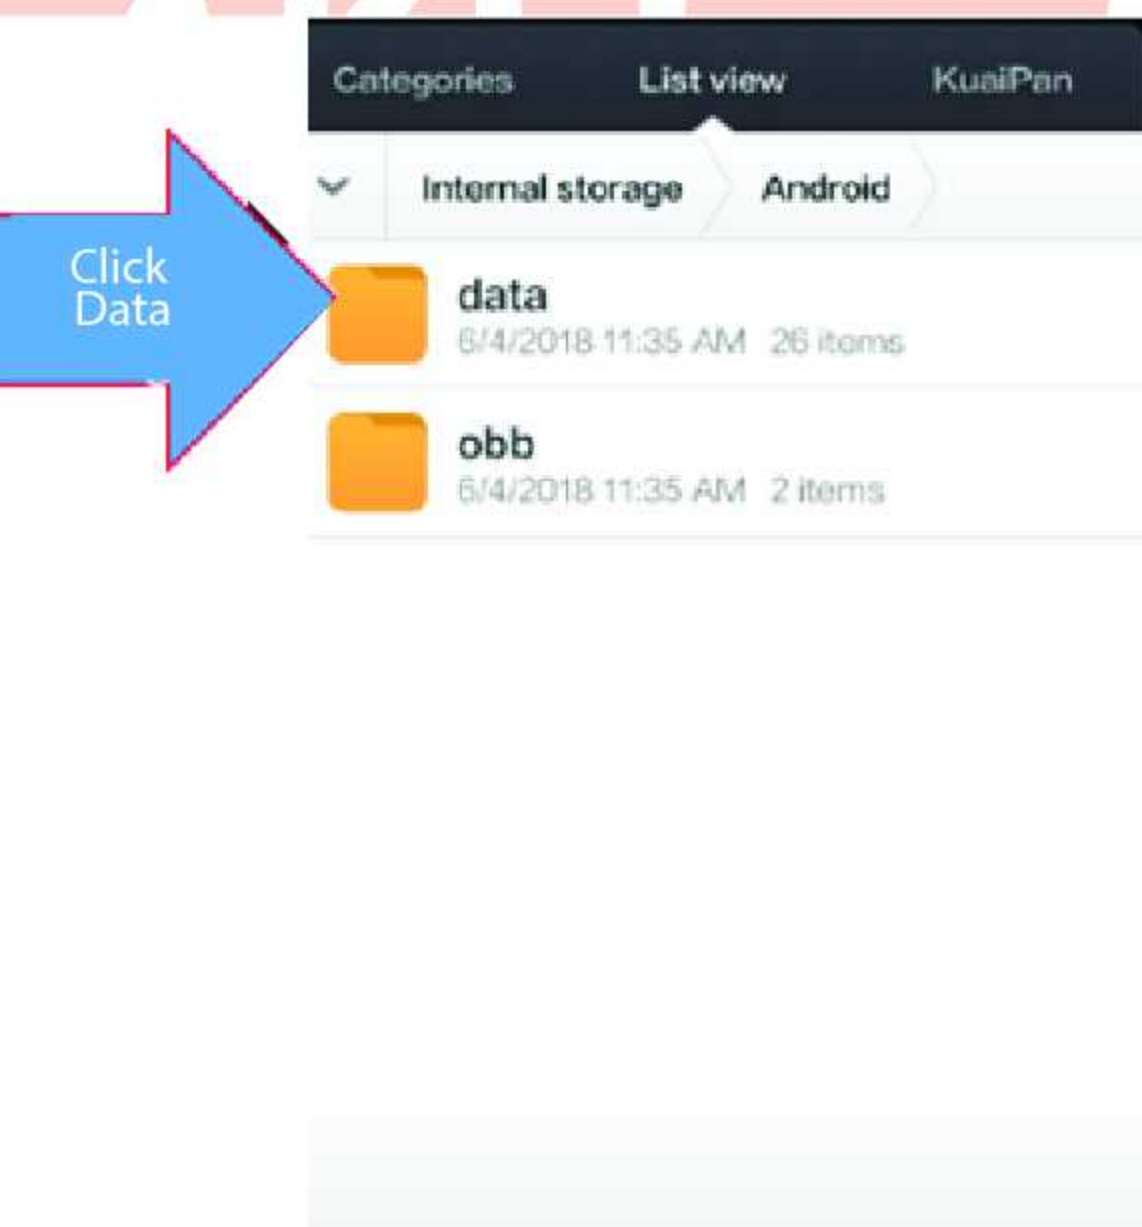 Categories List view KuaiPan
Internal storage Android
Click
Data
data
6/4/2018 11:35 AM 26 items
obb
6/4/2018 11:35 AM 2 items